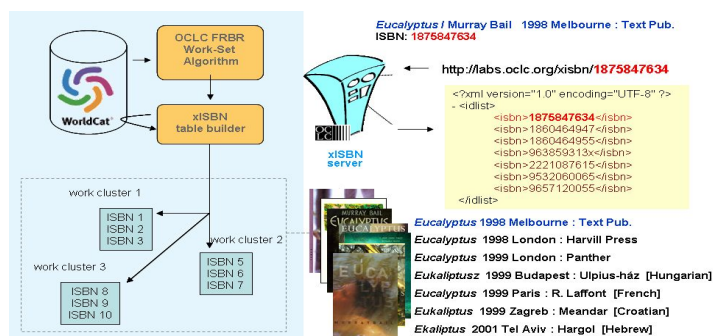 OCLC FRBR
Work-Set
Algorithm
WorldCat
xISBN
table builder
work cluster 1
ISBN 1
ISBN 2
ISBN 3
work cluster 2
ISBN 5
ISBN 6
ISBN 7
work cluster 3
ISBN 8
ISBN 9
ISBN 10
Eucalyptus / Murray Bail 1998 Melbourne : Text Pub.
ISBN: 1875847634
http://labs.oclc.org/xisbn/1875847634
OCLC
xISBN
server
<?xml version="1.0" encoding="UTF-8" ?>
- <idlist>
<isbn>1875847634</isbn>
<isbn>1860464947</isbn>
<isbn>1860464955</isbn>
<isbn>963859313x</isbn>
<isbn>2221087615</isbn>
<isbn>9532060065</isbn>
<isbn>9657120055</isbn>
</idlist>
MURRAY BAIL
EUCALYPTUS
EUCALYPTUS
Eucalyptus 1998 Melbourne : Text Pub.
Eucalyptus 1998 London : Harvill Press
Eucalyptus 1999 London : Panther
Eukaliptusz 1999 Budapest : Ulpius-ház [Hungarian]
Eucalyptus 1999 Paris : R. Laffont [French]
Eukaliptus 1999 Zagreb : Meandar [Croatian]
Ekaliptus 2001 Tel Aviv : Hargol [Hebrew]